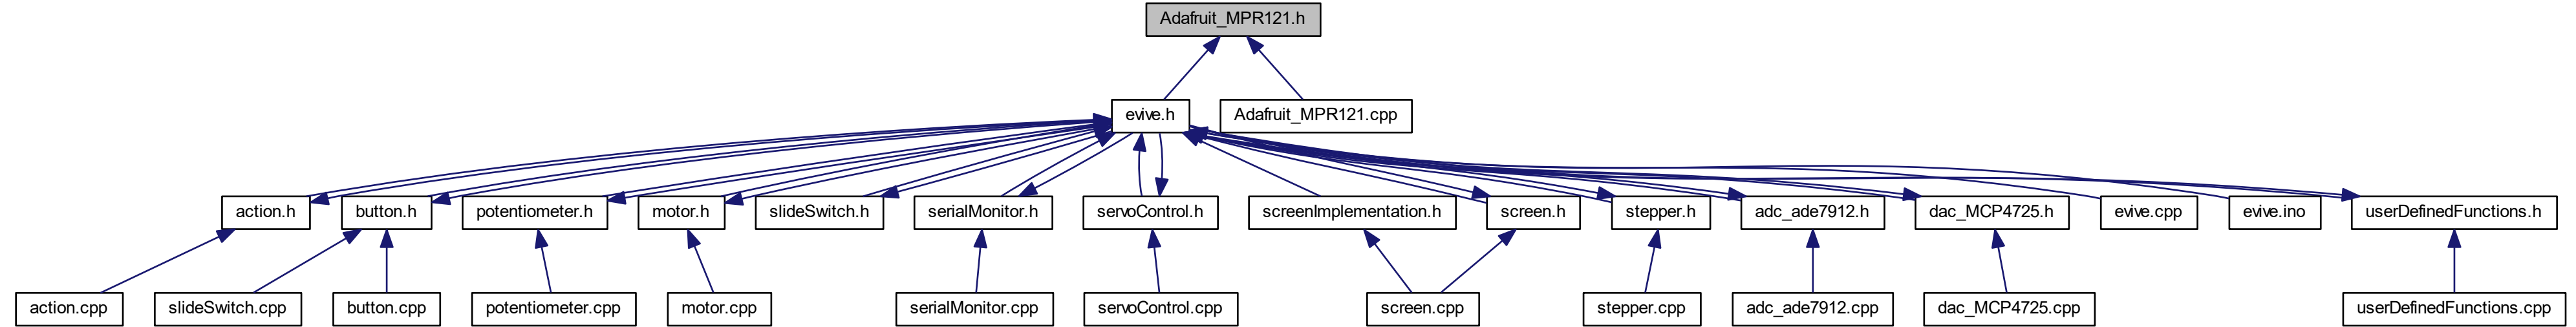 Adafruit_MPR121.h
evive.h
Adafruit_MPR121.cpp
action.h
button.h
potentiometer.h
motor.h
slideSwitch.h
serialMonitor.h
servoControl.h
screenImplementation.h
screen.h
stepper.h
adc_ade7912.h
dac_MCP4725.h
evive.cpp
evive.ino
userDefinedFunctions.h
action.cpp
slideSwitch.cpp
button.cpp
potentiometer.cpp
motor.cpp
serialMonitor.cpp
servoControl.cpp
screen.cpp
stepper.cpp
adc_ade7912.cpp
dac_MCP4725.cpp
userDefinedFunctions.cpp